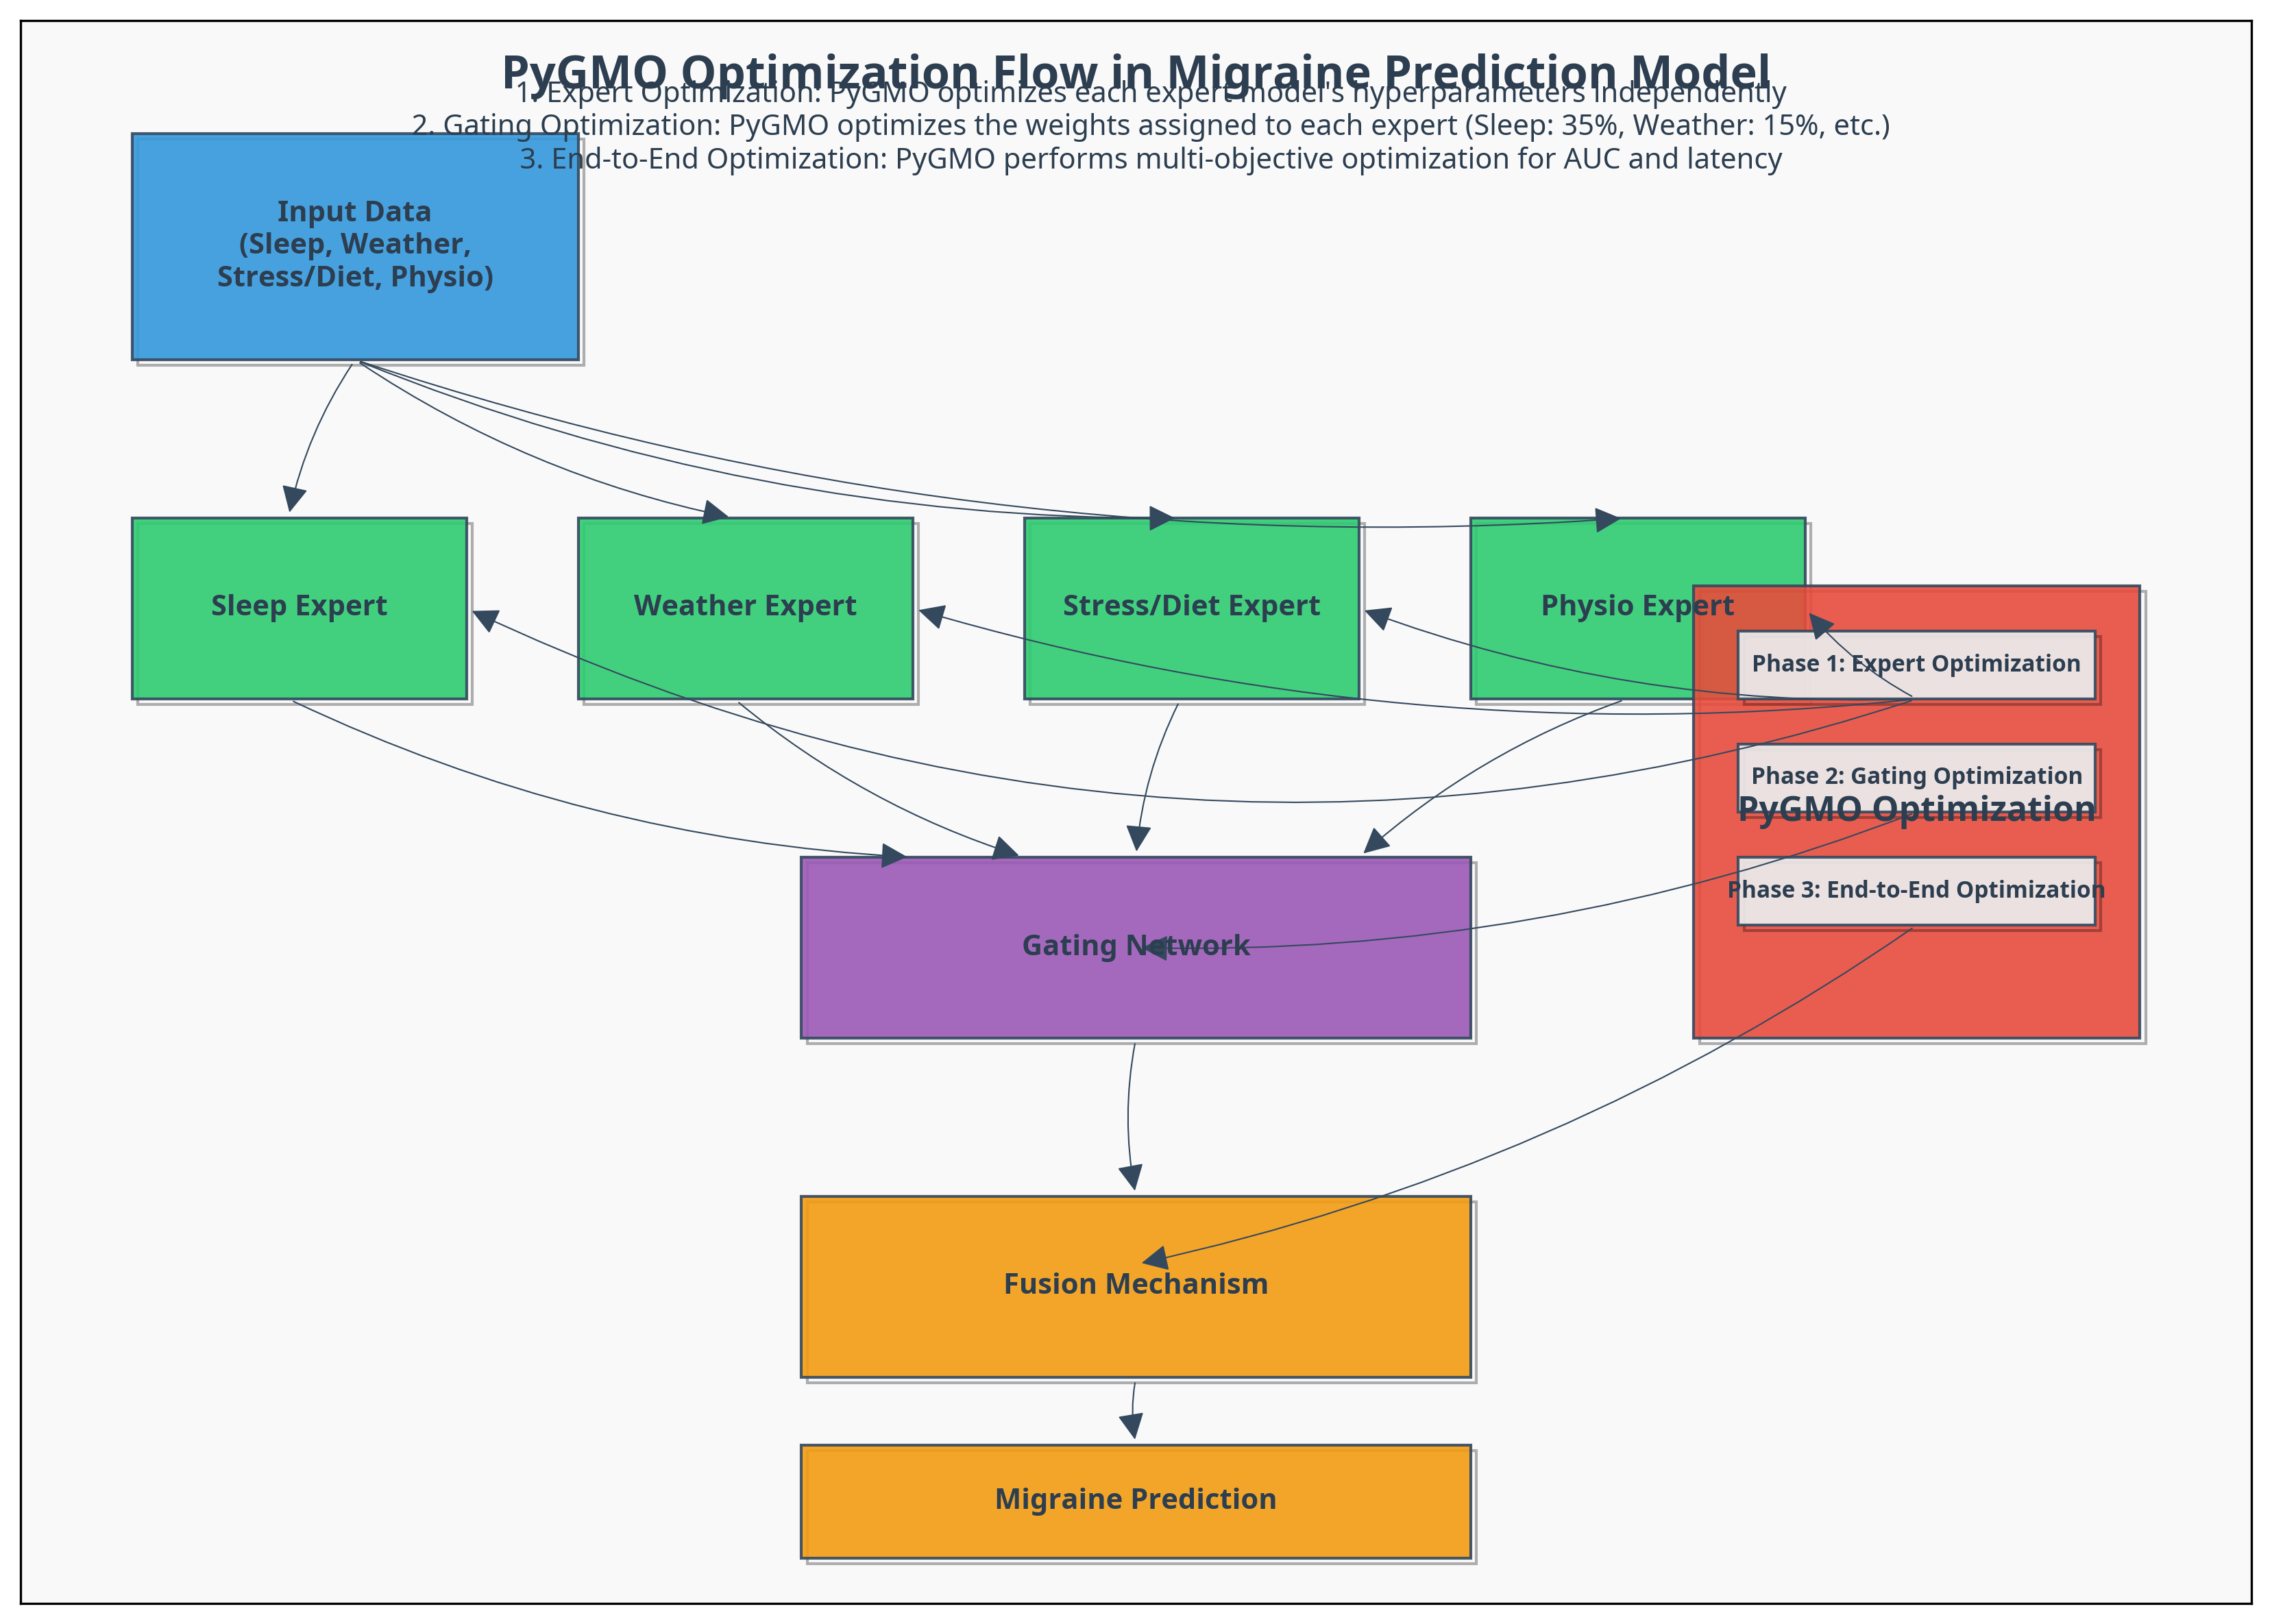 PyGMO Optimization Flow in Migraine Prediction Model
1. Expert Optimization: PyGMO optimizes each expert model's hyperparameters independently
2. Gating Optimization: PyGMO optimizes the weights assigned to each expert (Sleep: 35%, Weather: 15%, etc.)
3. End-to-End Optimization: PyGMO performs multi-objective optimization for AUC and latency
Input Data
(Sleep, Weather,
Stress/Diet, Physio)
Sleep Expert
Weather Expert
Stress/Diet Expert
Physio Expert
Phase 1: Expert Optimization
Phase 2: Gating Optimization
PyGMO Optimization
Phase 3: End-to-End Optimization
Gating Network
Fusion Mechanism
Migraine Prediction